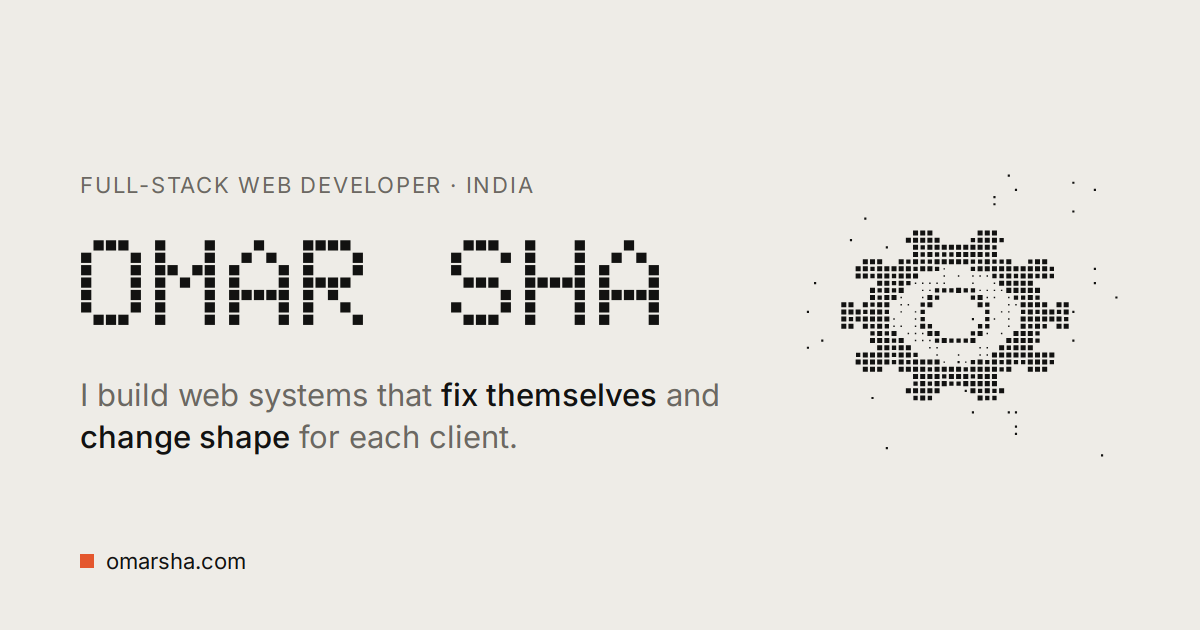 FULL-STACK WEB DEVELOPER · INDIA
OMAR SHA
I build web systems that fix themselves and
change shape for each client.
omarsha.com